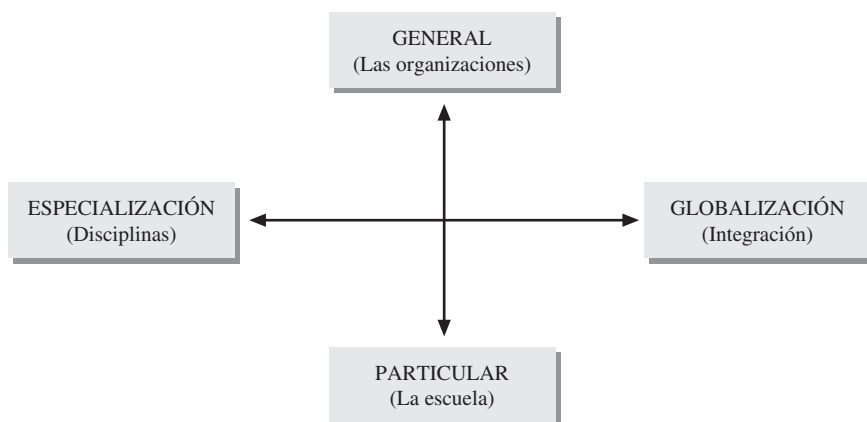 GENERAL
(Las organizaciones)
ESPECIALIZACIÓN
(Disciplinas)
GLOBALIZACIÓN
(Integración)
PARTICULAR
(La escuela)